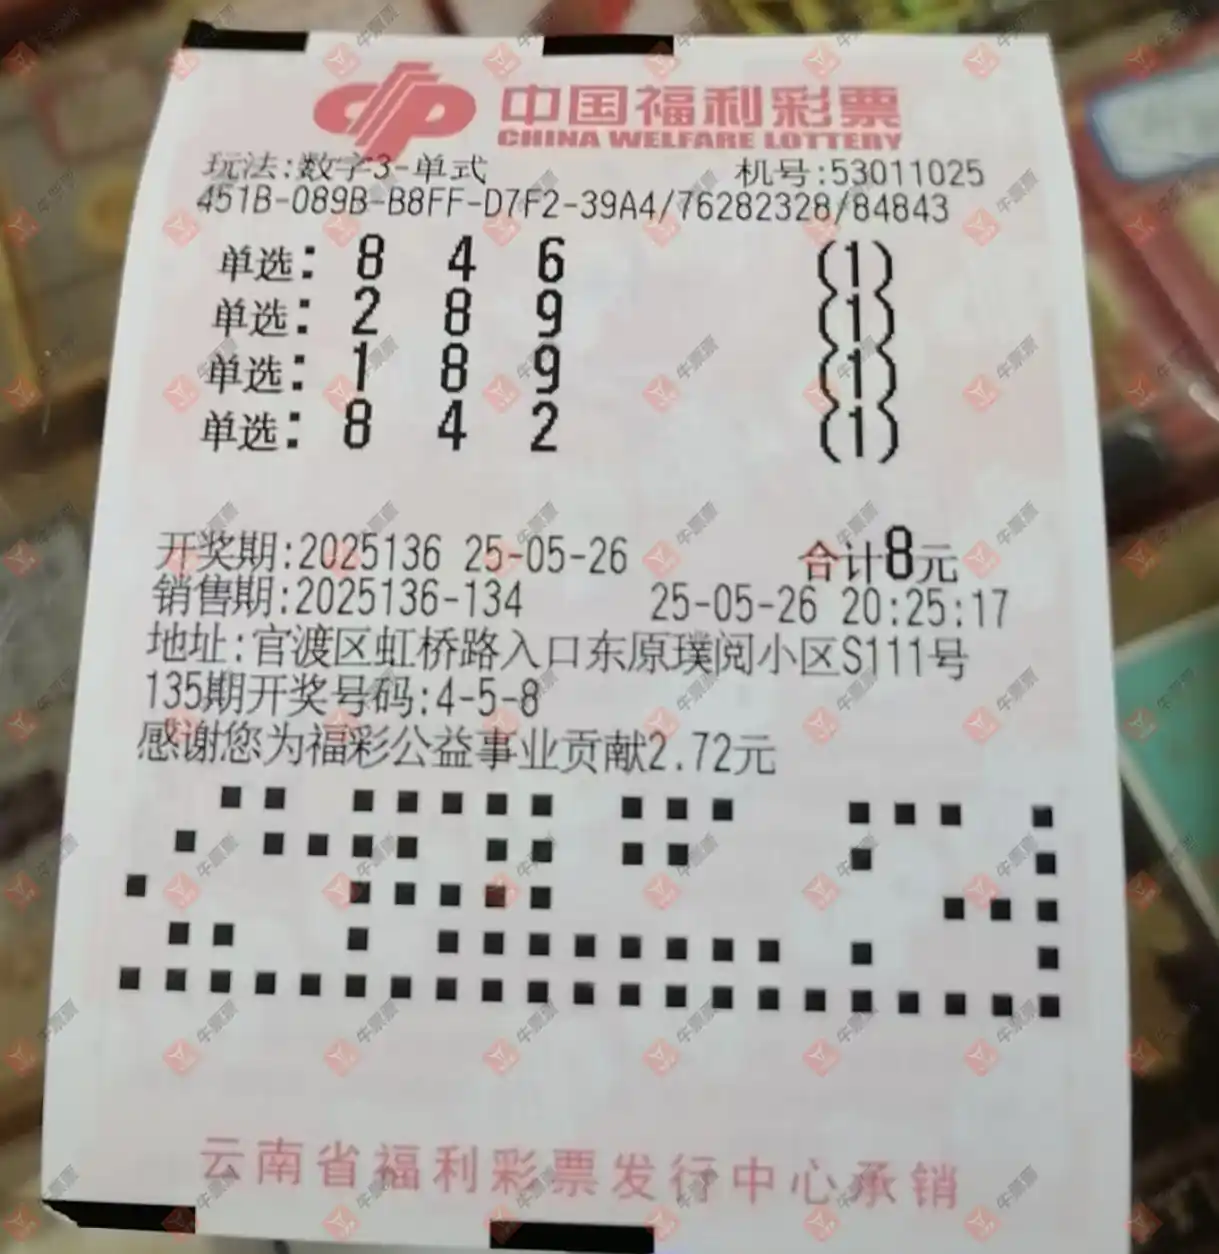 中国福利彩票
CHINA WELFARE LOTTERY
玩法:数字3-单式 机号:53011025
451B-089B-B8FF-D7F2-39A4/76282328/84843
单选: 8 4 6 (1)
单选: 2 8 9 (1)
单选: 1 8 9 (1)
单选: 8 4 2 (1)
开奖期:2025136 25-05-26 合计8元
销售期:2025136-134 25-05-26 20:25:17
地址:官渡区虹桥路入口东原璞阅小区S111号
135期开奖号码:4-5-8
感谢您为福彩公益事业贡献2.72元
云南省福利彩票发行中心承销
牛票票